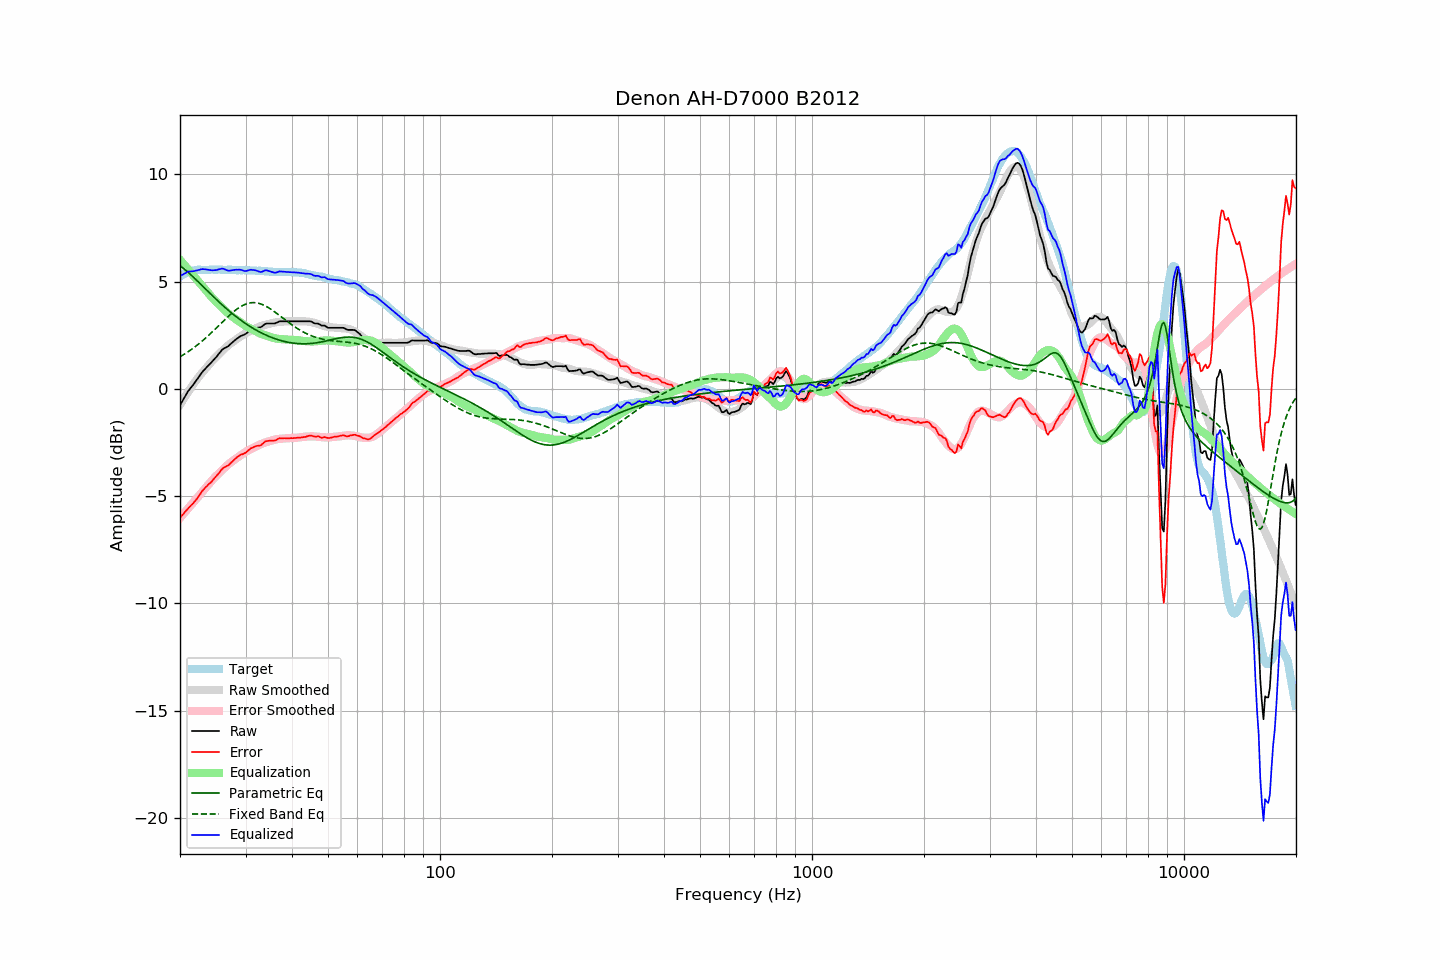 Denon AH-D7000 B2012
Amplitude (dBr)
10
5
0
−5
−10
−15
−20
Target
Raw Smoothed
Error Smoothed
Raw
Error
Equalization
Parametric Eq
Fixed Band Eq
Equalized
100
1000
10000
Frequency (Hz)